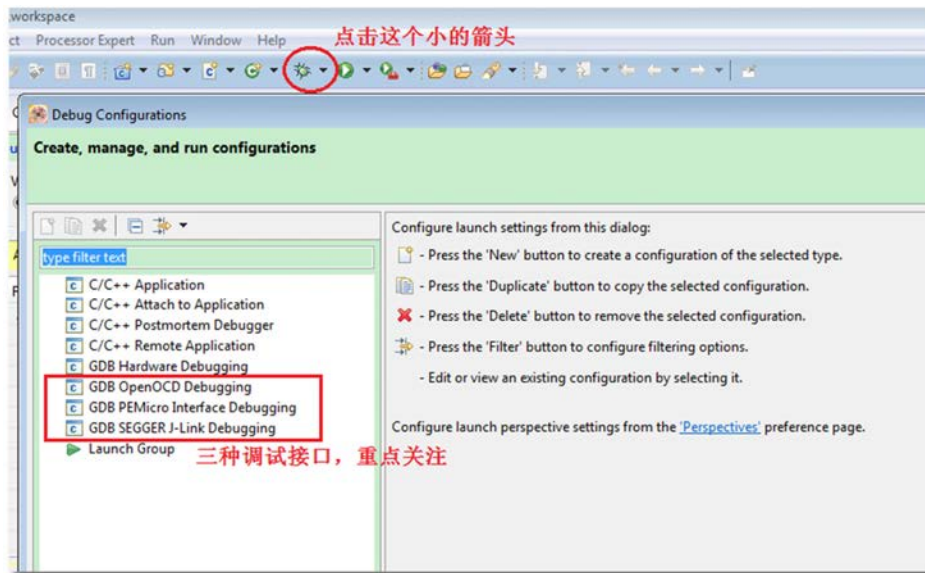 workspace
ct Processor Expert Run Window Help
点击这个小的箭头
Debug Configurations
Create, manage, and run configurations
type filter text
C/C++ Application
C/C++ Attach to Application
C/C++ Postmortem Debugger
C/C++ Remote Application
GDB Hardware Debugging
GDB OpenOCD Debugging
GDB PEMicro Interface Debugging
GDB SEGGER J-Link Debugging
Launch Group
三种调试接口，重点关注
Configure launch settings from this dialog:
- Press the 'New' button to create a configuration of the selected type.
- Press the 'Duplicate' button to copy the selected configuration.
- Press the 'Delete' button to remove the selected configuration.
- Press the 'Filter' button to configure filtering options.
- Edit or view an existing configuration by selecting it.
Configure launch perspective settings from the 'Perspectives' preference page.